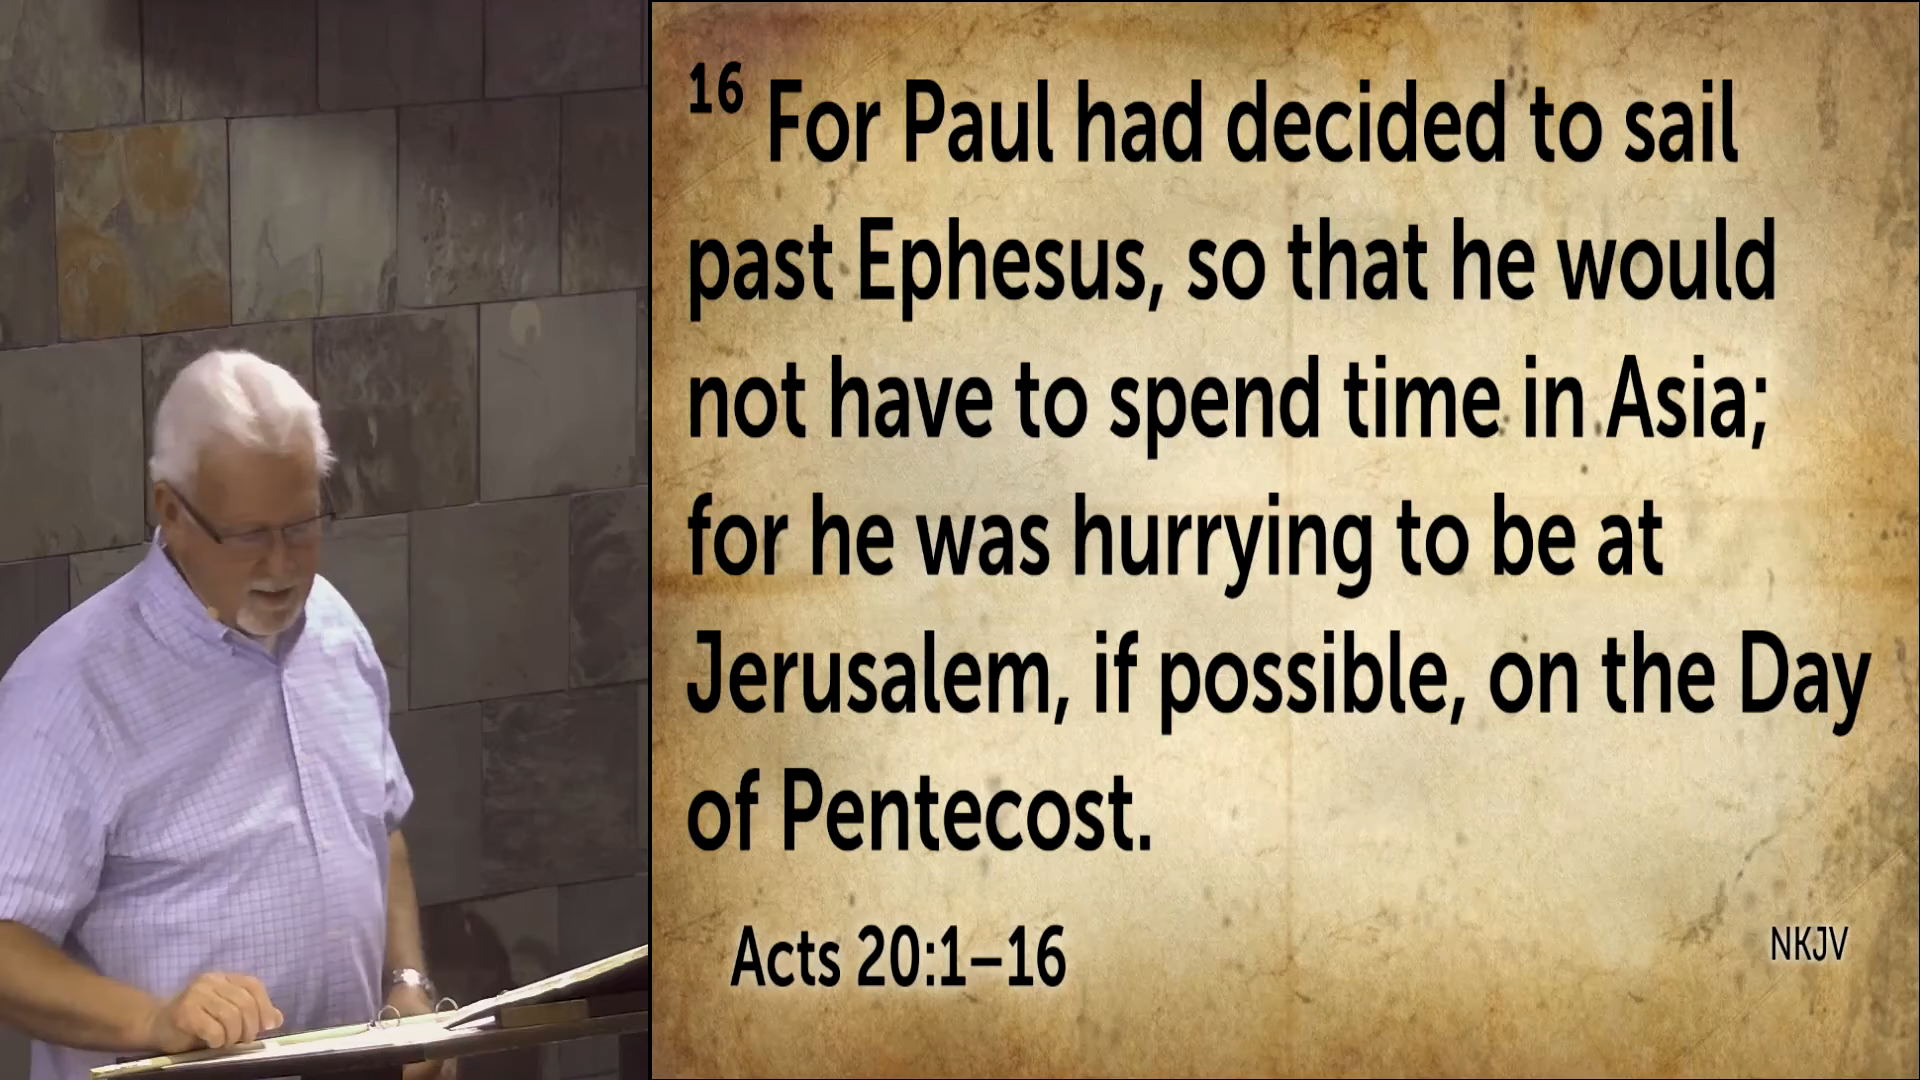 16 For Paul had decided to sail
past Ephesus, so that he would
not have to spend time in Asia;
for he was hurrying to be at
Jerusalem, if possible, on the Day
of Pentecost.
Acts 20:1–16
NKJV